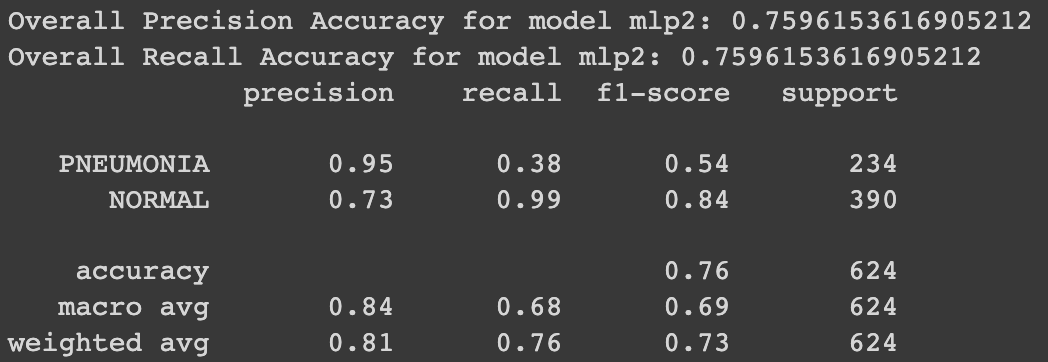 Overall Precision Accuracy for model mlp2: 0.7596153616905212
Overall Recall Accuracy for model mlp2: 0.7596153616905212
precision recall f1-score support
PNEUMONIA 0.95 0.38 0.54 234
NORMAL 0.73 0.99 0.84 390
accuracy 0.76 624
macro avg 0.84 0.68 0.69 624
weighted avg 0.81 0.76 0.73 624